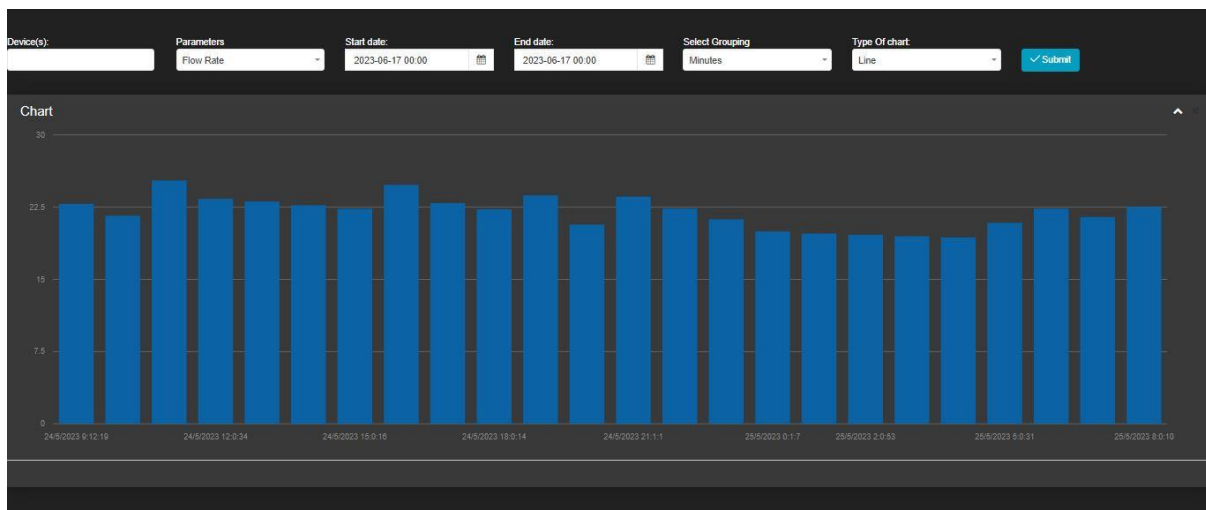 Device(s):
Parameters
Start date:
End date:
Select Grouping
Type Of chart:
Flow Rate
2023-06-17 00:00
2023-06-17 00:00
Minutes
Line
Submit
Chart
30
22.5
15
7.5
0
24/5/2023 9:12:19
24/5/2023 12:0:34
24/5/2023 15:0:16
24/5/2023 18:0:14
24/5/2023 21:1:1
25/5/2023 0:1:7
25/5/2023 2:0:53
25/5/2023 5:0:31
25/5/2023 8:0:10